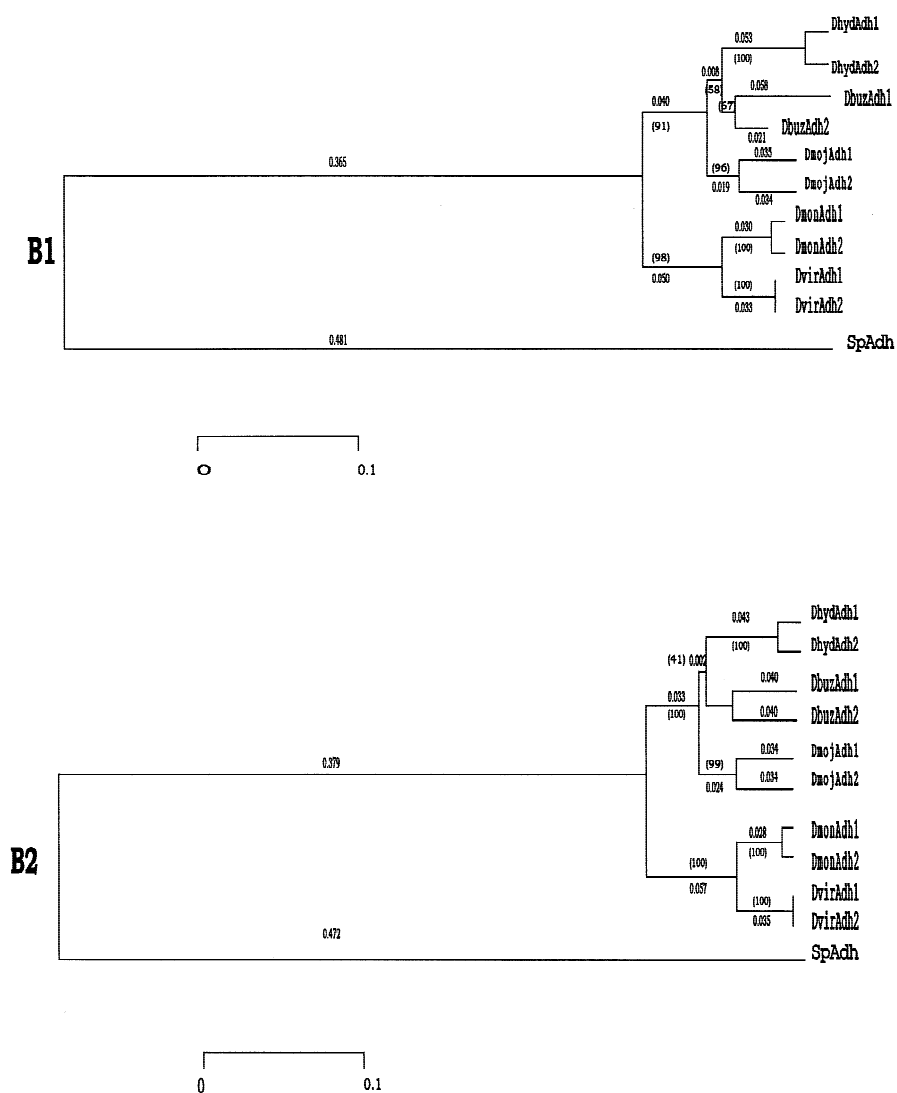 DhydAdh1
0.053
(100)
DhydAdh2
0.008
(58)
0.058
DbuzAdh1
(67)
0.040
(91)
DbuzAdh2
0.021
0.035
DmojAdh1
0.365
(96)
0.019
DmojAdh2
0.034
DmonAdh1
0.030
B1
(100)
DmonAdh2
(98)
0.050
DvirAdh1
(100)
0.033
DvirAdh2
0.481
SpAdh
0
0.1
DhydAdh1
0.043
(100)
DhydAdh2
(41) 0.002
0.040
DbuzAdh1
0.033
(100)
0.040
DbuzAdh2
0.034
DmojAdh1
0.379
(99)
0.034
DmojAdh2
0.024
0.028
DmonAdh1
(100)
DmonAdh2
B2
(100)
0.057
DvirAdh1
(100)
0.035
DvirAdh2
0.472
SpAdh
0
0.1